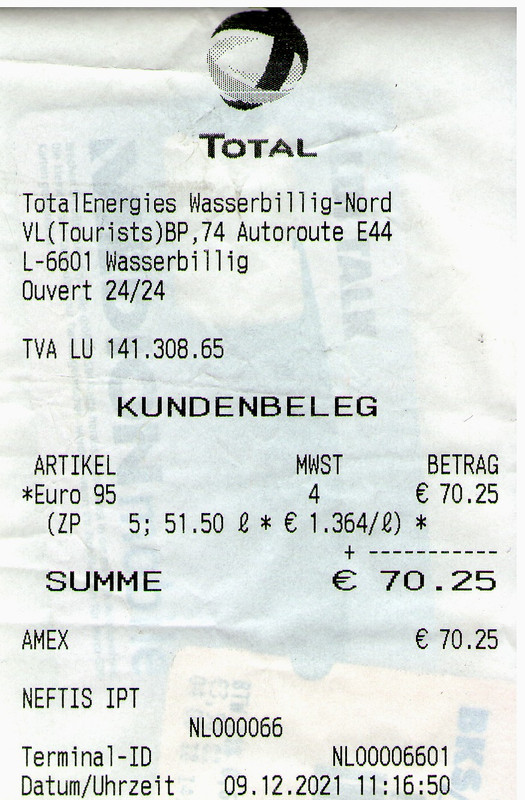 TOTAL
TotalEnergies Wasserbillig-Nord
VL(Tourists)BP,74 Autoroute E44
L-6601 Wasserbillig
Ouvert 24/24
TVA LU 141.308.65
KUNDENBELEG
ARTIKEL MWST BETRAG
*Euro 95 4 € 70.25
(ZP 5; 51.50 ℓ * € 1.364/ℓ) *
+ -----------
SUMME € 70.25
AMEX € 70.25
NEFTIS IPT
NL000066
Terminal-ID NL00006601
Datum/Uhrzeit 09.12.2021 11:16:50